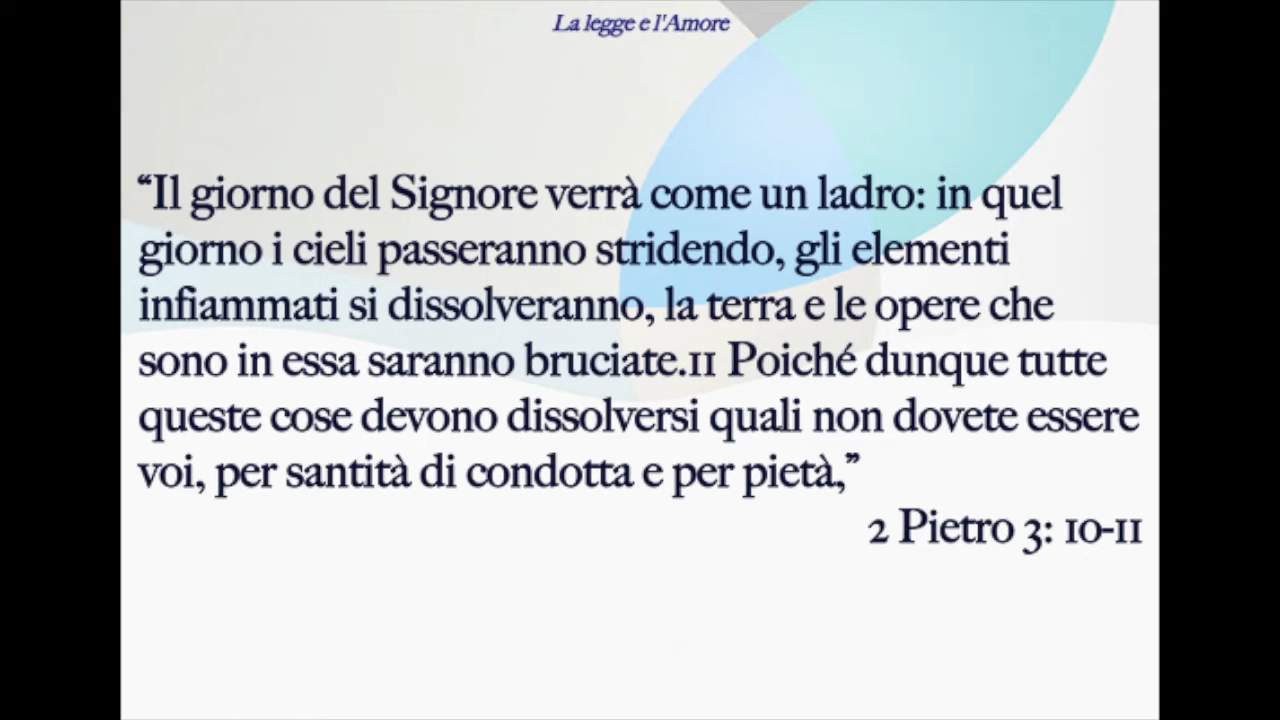 La legge e l'Amore
“Il giorno del Signore verrà come un ladro: in quel
giorno i cieli passeranno stridendo, gli elementi
infiammati si dissolveranno, la terra e le opere che
sono in essa saranno bruciate.11 Poiché dunque tutte
queste cose devono dissolversi quali non dovete essere
voi, per santità di condotta e per pietà,”
2 Pietro 3: 10-11